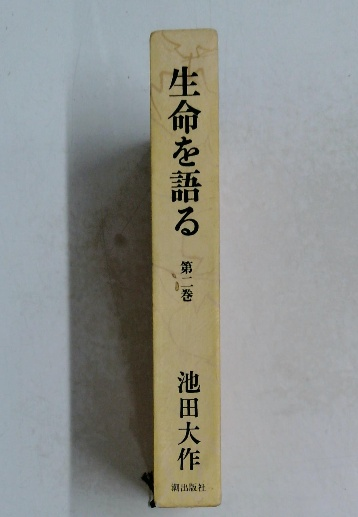 生命を語る
第二巻
池田大作
潮出版社